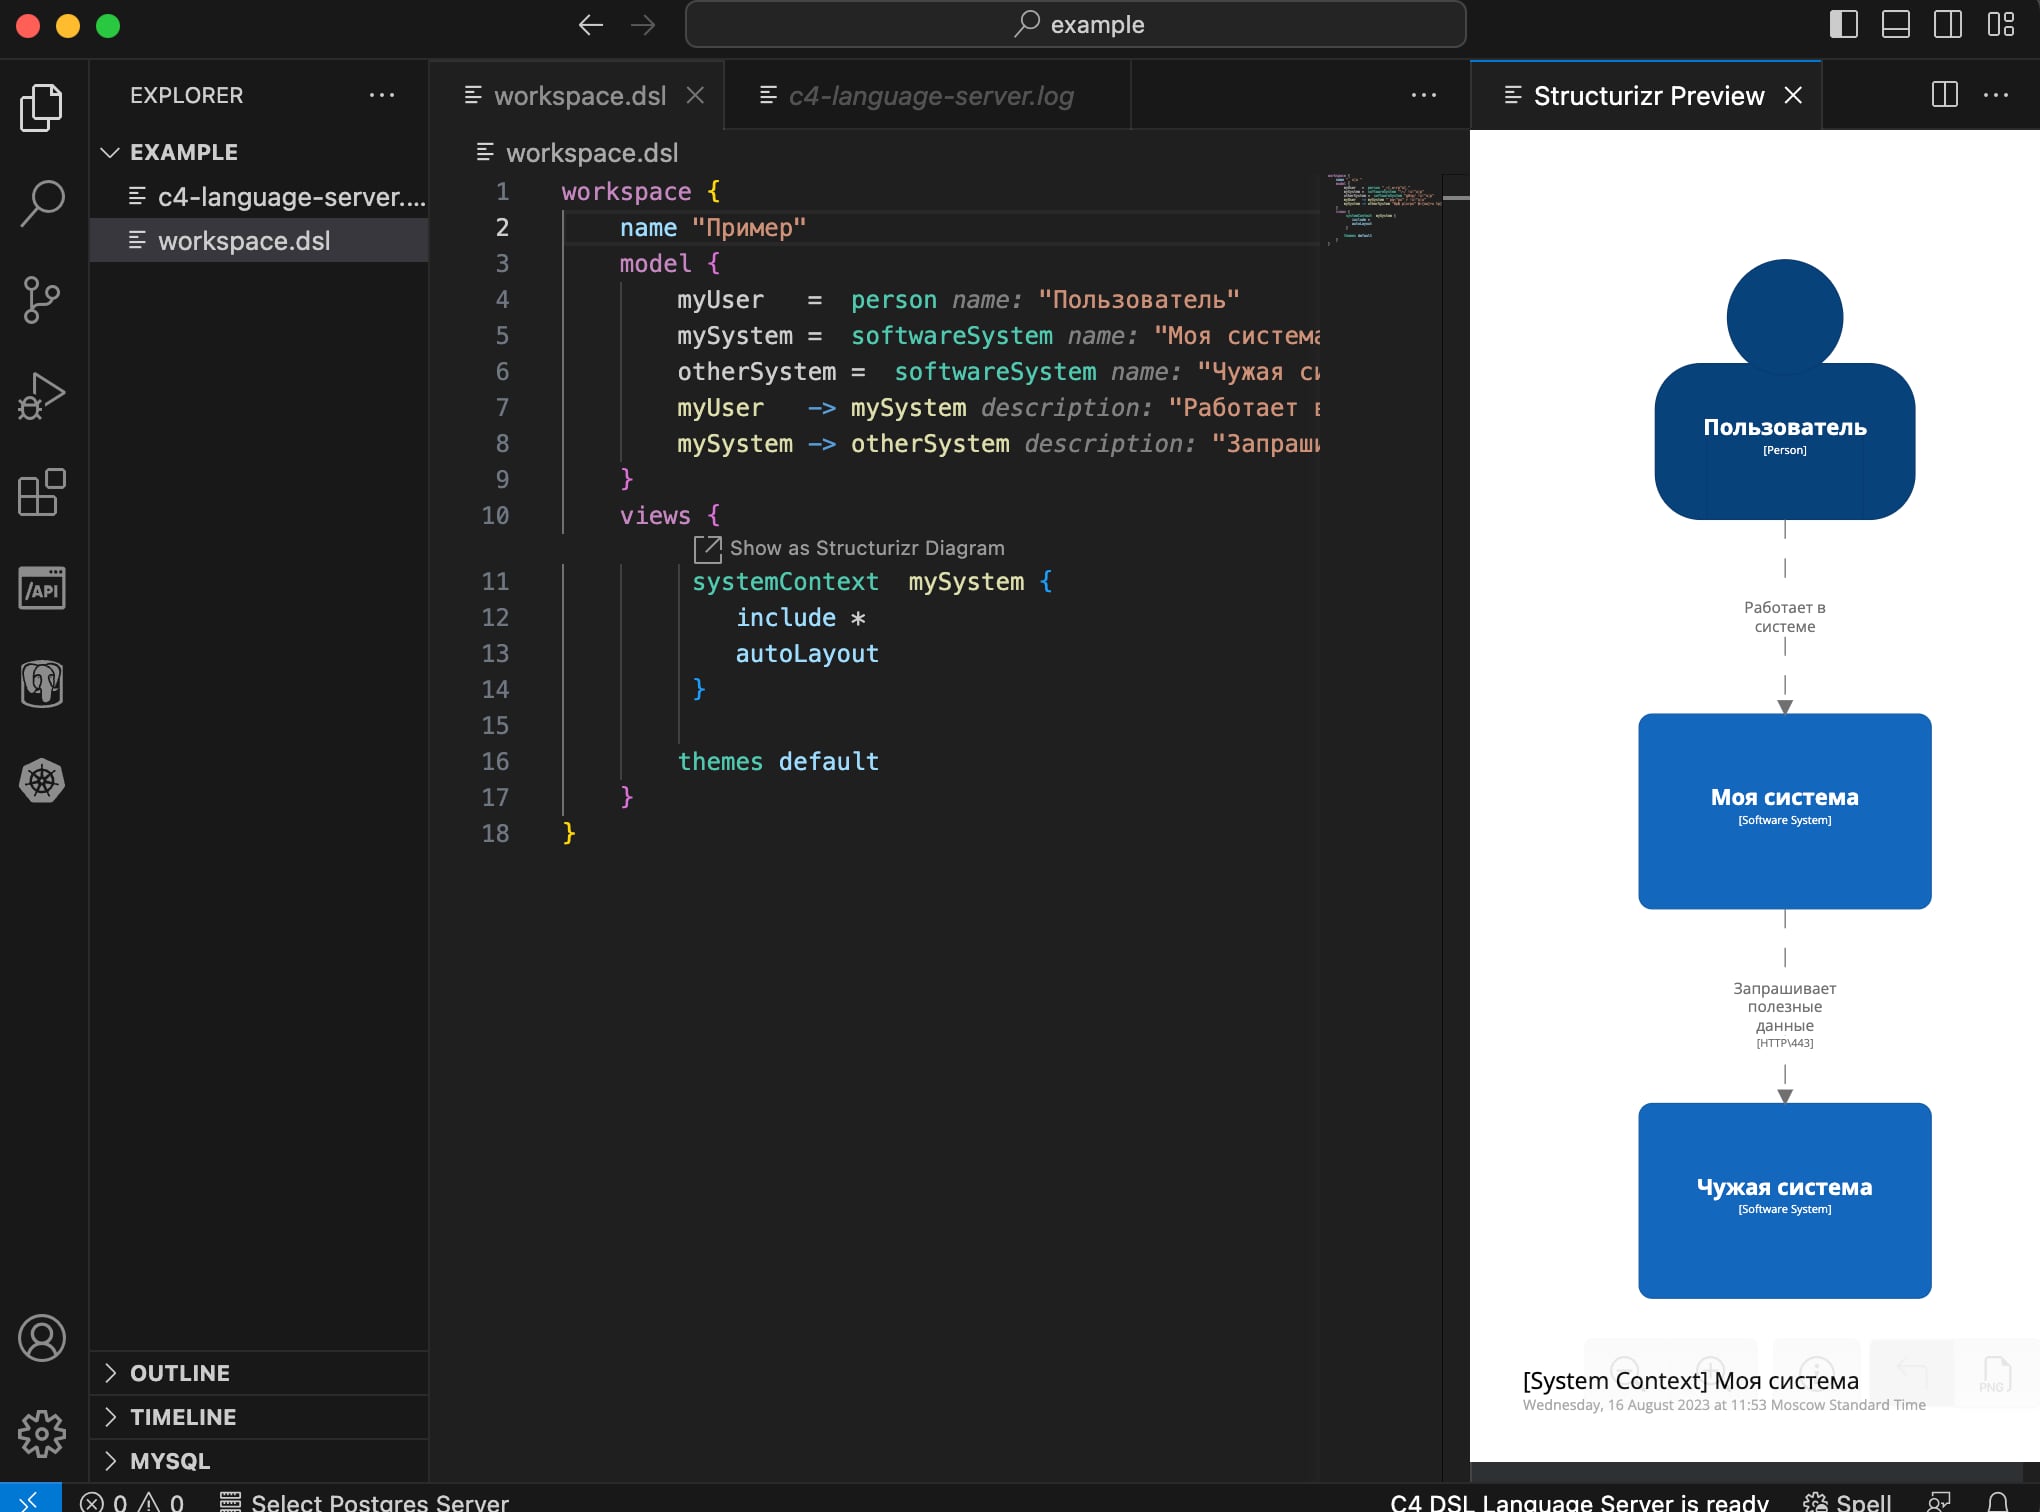 example
EXPLORER
EXAMPLE
c4-language-server....
workspace.dsl
OUTLINE
TIMELINE
MYSQL
/API
workspace.dsl
c4-language-server.log
workspace.dsl
1 workspace {
2 name "Пример"
3 model {
4 myUser = person name: "Пользователь"
5 mySystem = softwareSystem name: "Моя система
6 otherSystem = softwareSystem name: "Чужая си
7 myUser -> mySystem description: "Работает в
8 mySystem -> otherSystem description: "Запраши
9 }
10 views {
Show as Structurizr Diagram
11 systemContext mySystem {
12 include *
13 autoLayout
14 }
15
16 themes default
17 }
18 }
Structurizr Preview
Пользователь
[Person]
Работает в
системе
Моя система
[Software System]
Запрашивает
полезные
данные
[HTTP\443]
Чужая система
[Software System]
PNG
[System Context] Моя система
Wednesday, 16 August 2023 at 11:53 Moscow Standard Time
0 0 Select Postgres Server
C4 DSL Language Server is ready
Spell